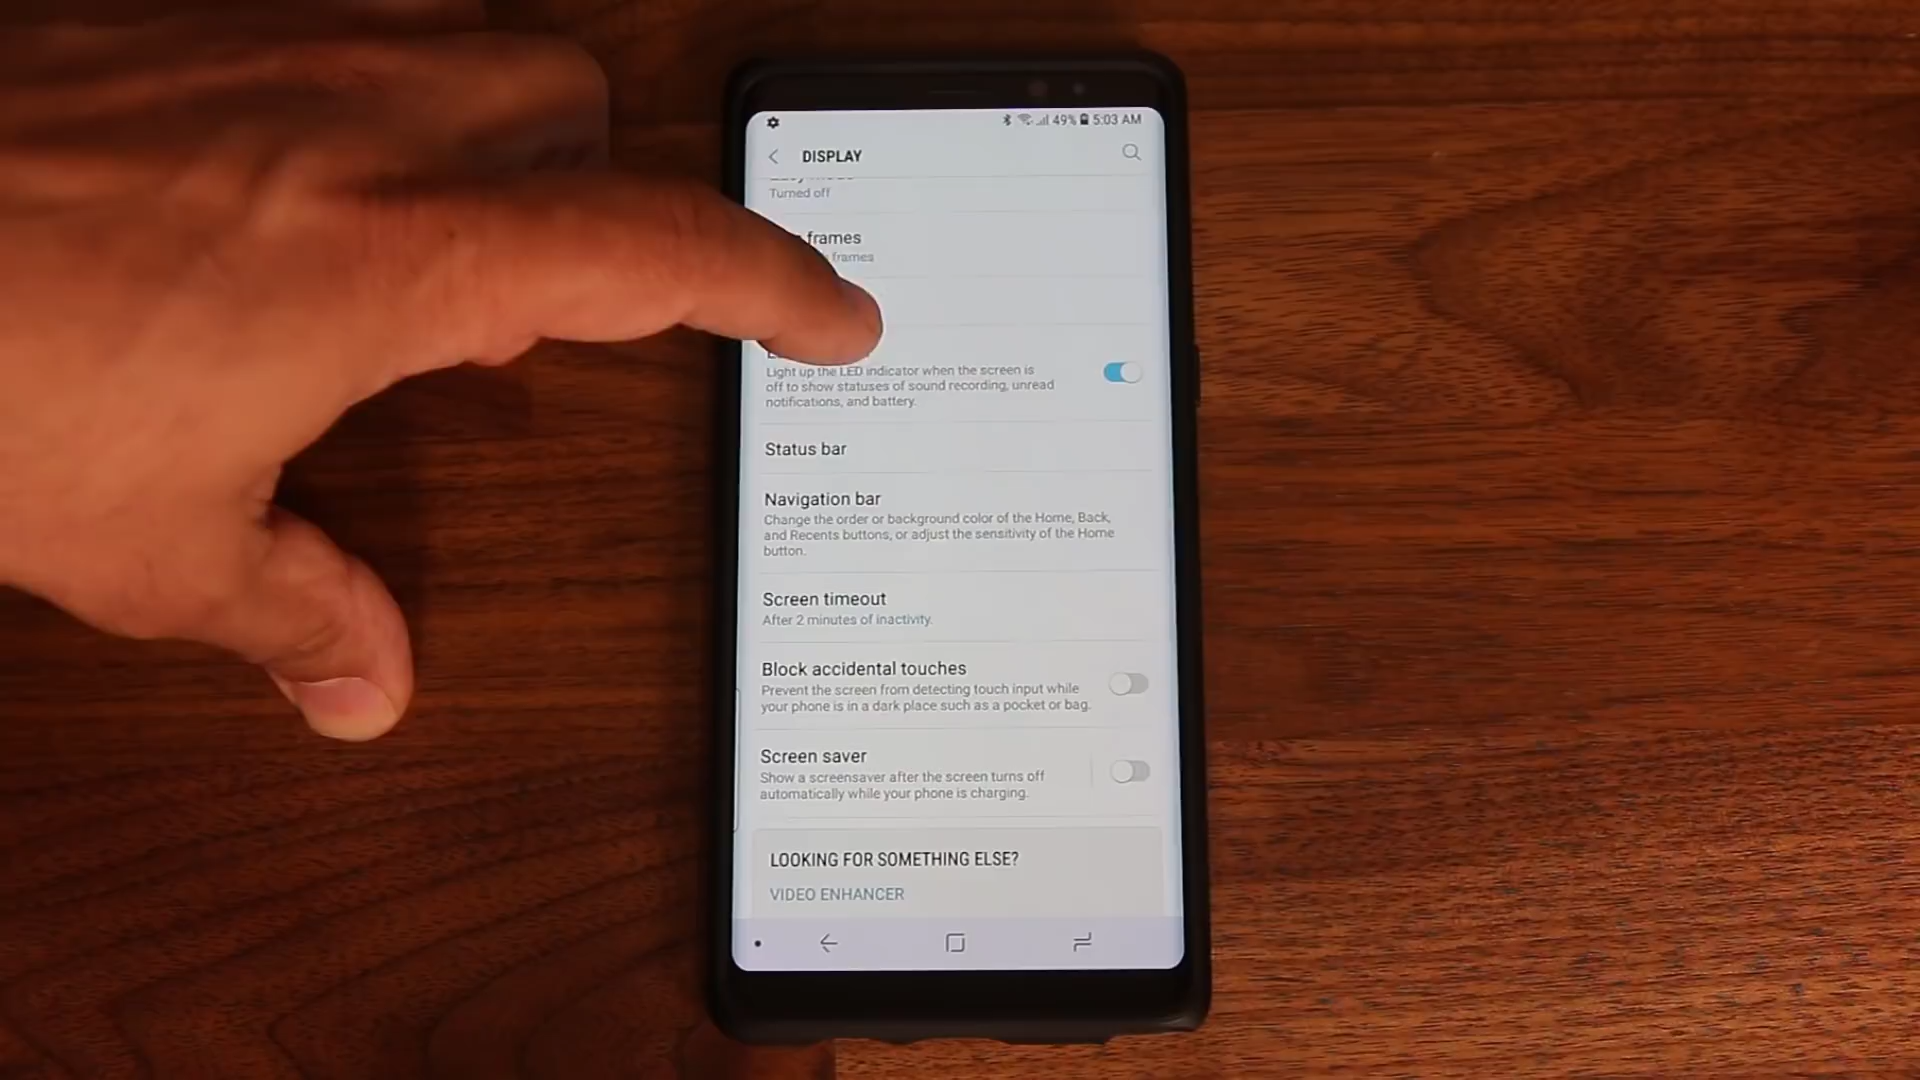 49% 5:03 AM
DISPLAY
Turned off
frames
frames
Light up the LED indicator when the screen is
off to show statuses of sound recording, unread
notifications, and battery.
Status bar
Navigation bar
Change the order or background color of the Home, Back,
and Recents buttons, or adjust the sensitivity of the Home
button.
Screen timeout
After 2 minutes of inactivity.
Block accidental touches
Prevent the screen from detecting touch input while
your phone is in a dark place such as a pocket or bag.
Screen saver
Show a screensaver after the screen turns off
automatically while your phone is charging.
LOOKING FOR SOMETHING ELSE?
VIDEO ENHANCER